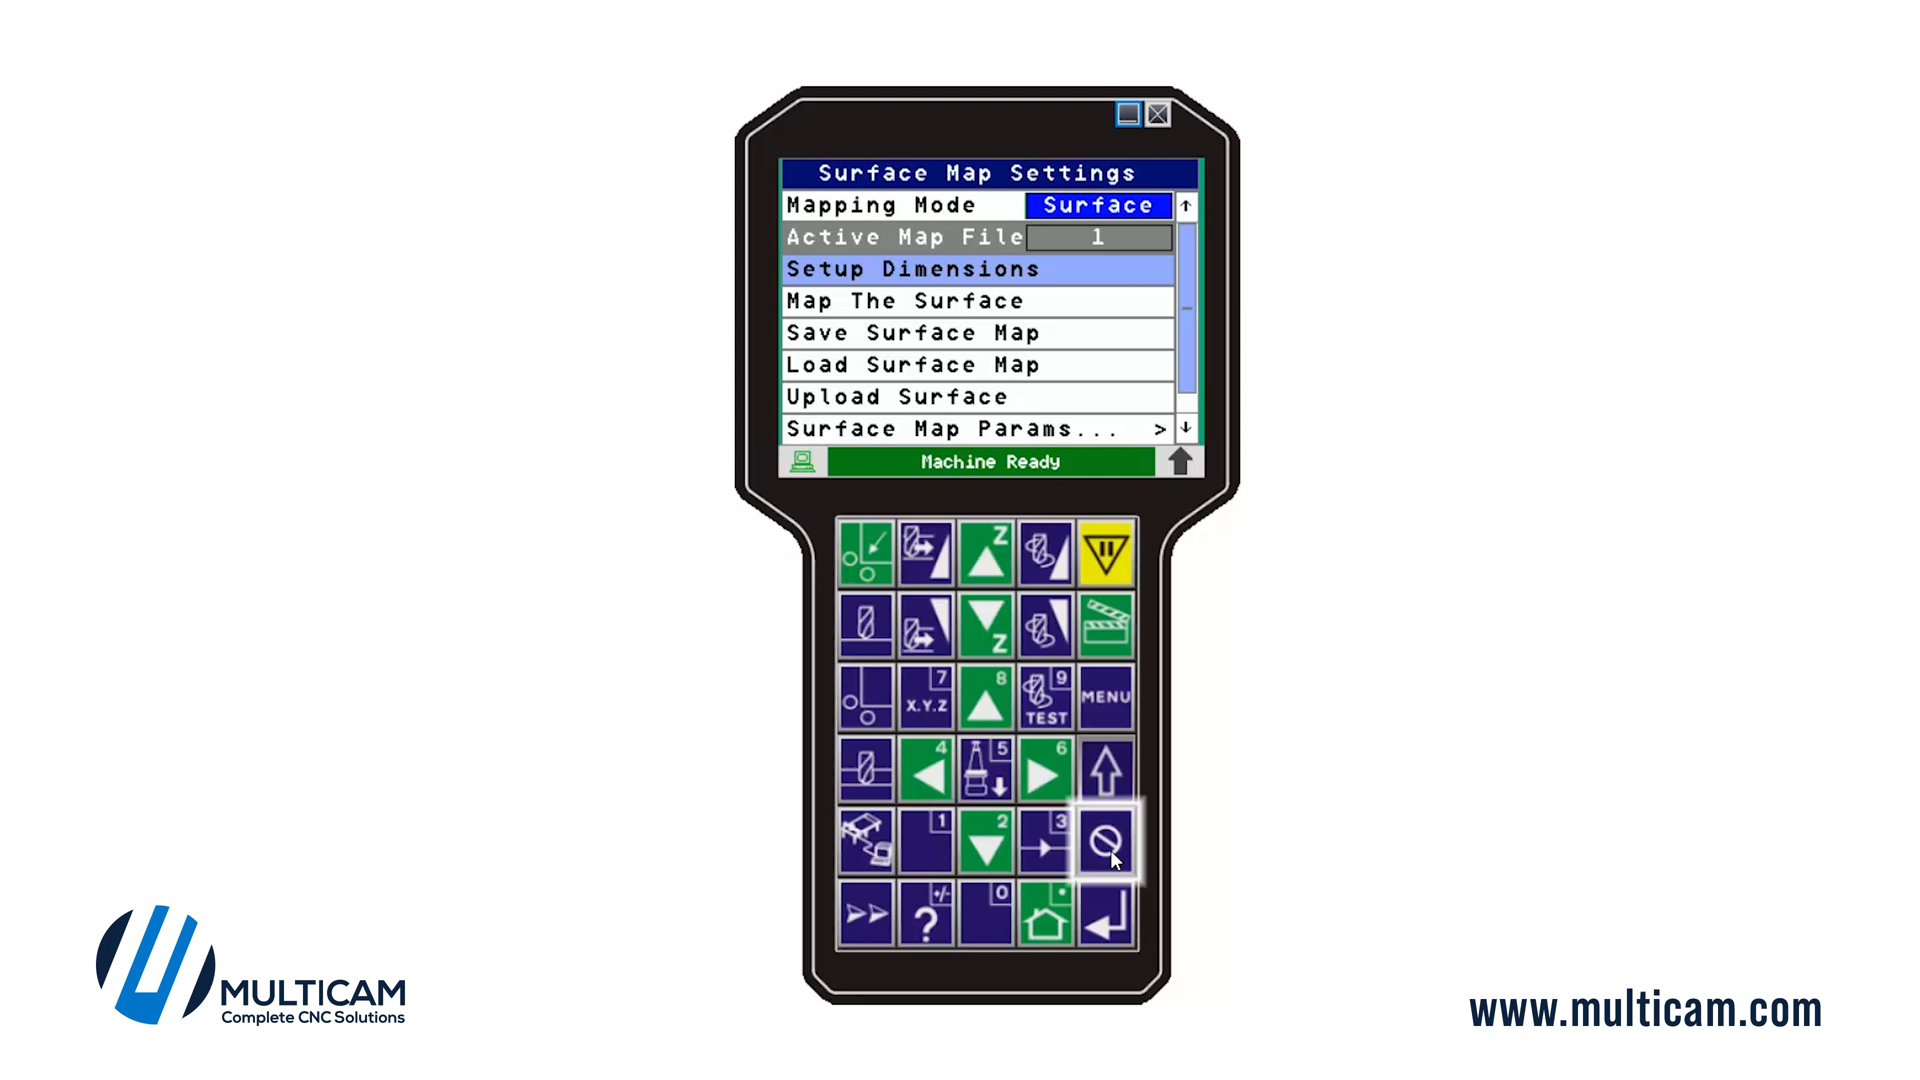 Surface Map Settings
Mapping Mode Surface ↑
Active Map File 1
Setup Dimensions
Map The Surface
Save Surface Map
Load Surface Map
Upload Surface
Surface Map Params... > ↓
Machine Ready
Z
Z
7 8 9
X.Y.Z TEST MENU
4 5 6
1 2 3
+/- 0 •
?
MULTICAM
Complete CNC Solutions
www.multicam.com